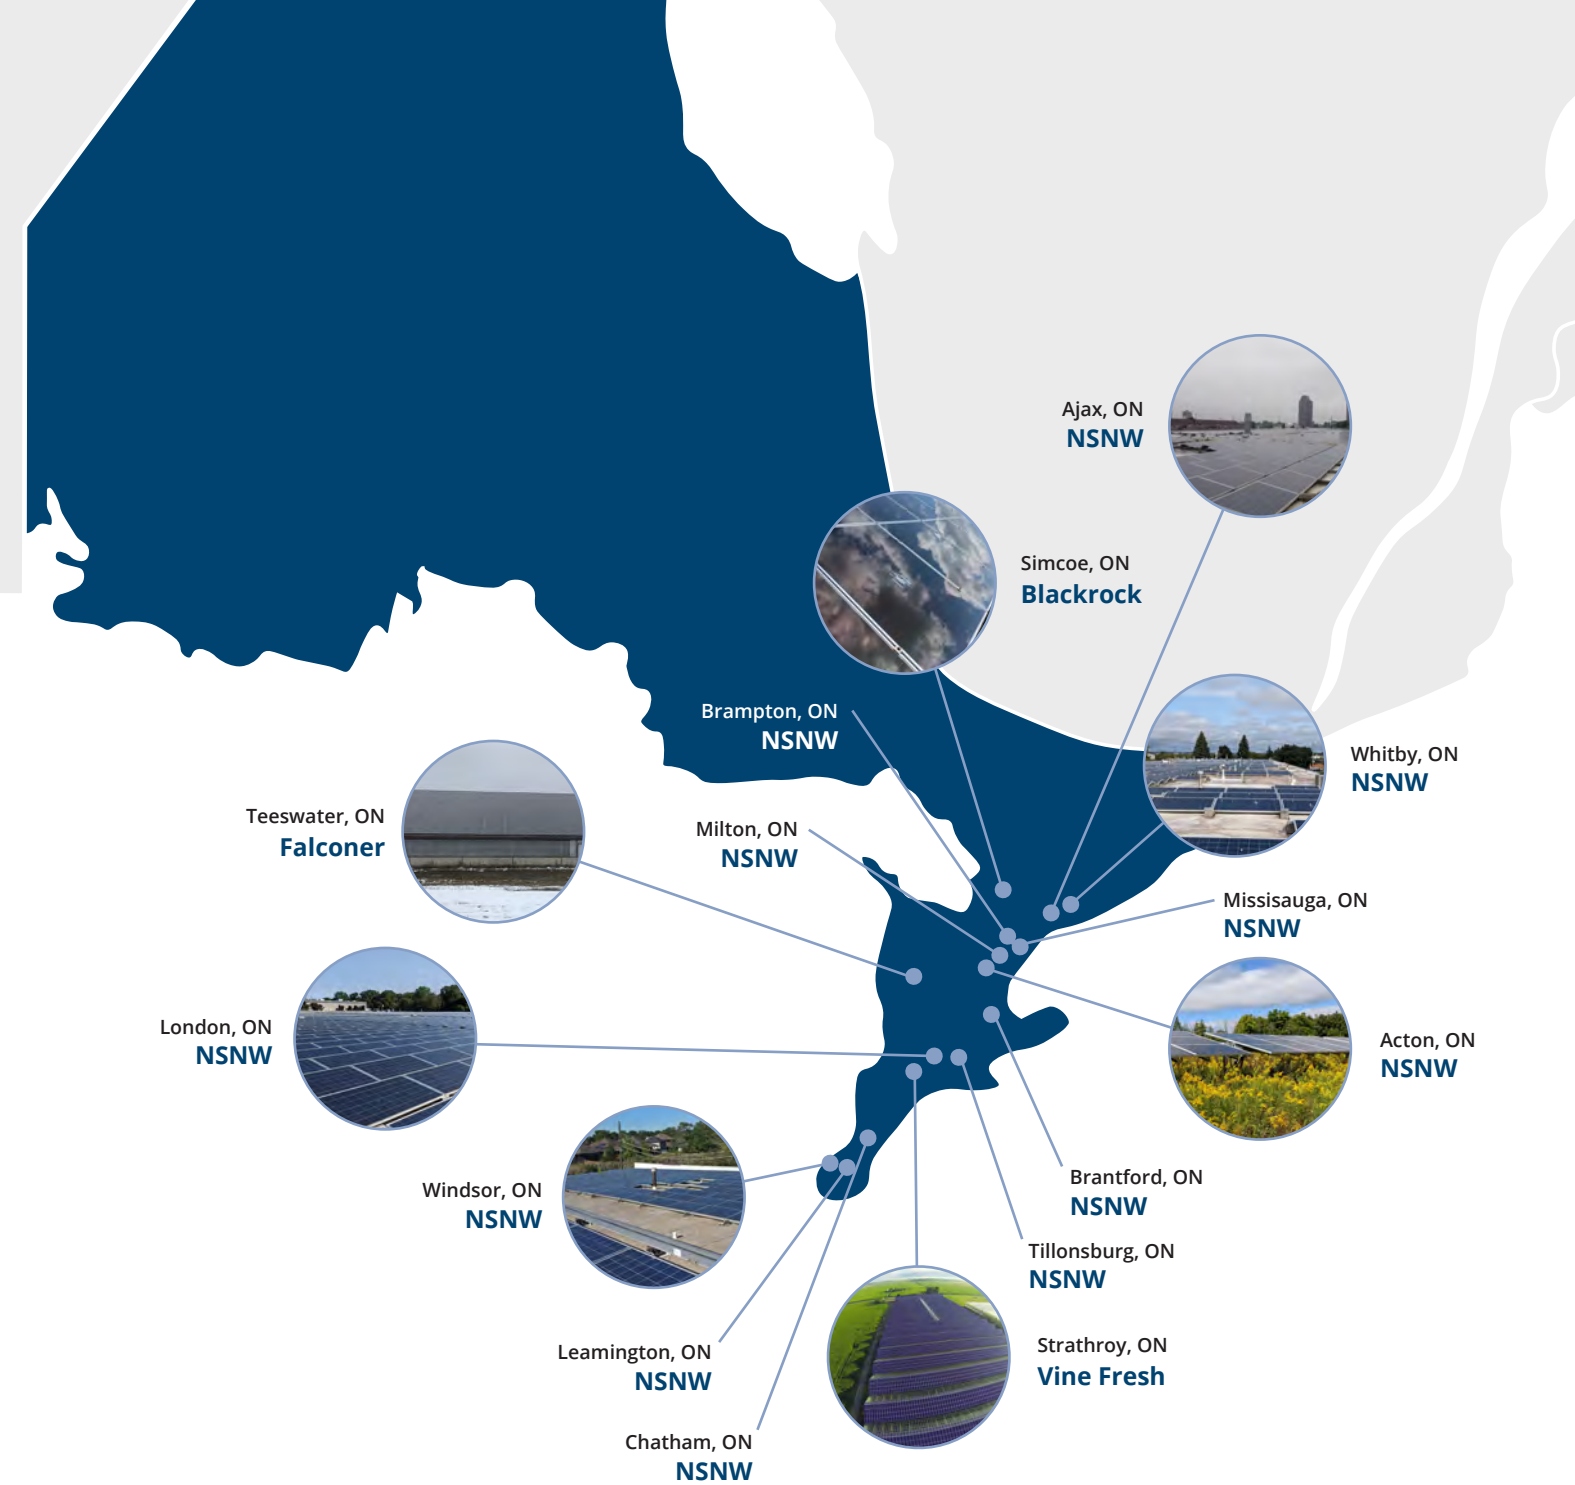 Ajax, ON
NSNW
Simcoe, ON
Blackrock
Brampton, ON
NSNW
Whitby, ON
NSNW
Teeswater, ON
Falconer
Milton, ON
NSNW
Missisauga, ON
NSNW
London, ON
NSNW
Acton, ON
NSNW
Windsor, ON
NSNW
Brantford, ON
NSNW
Tillonsburg, ON
NSNW
Leamington, ON
NSNW
Strathroy, ON
Vine Fresh
Chatham, ON
NSNW